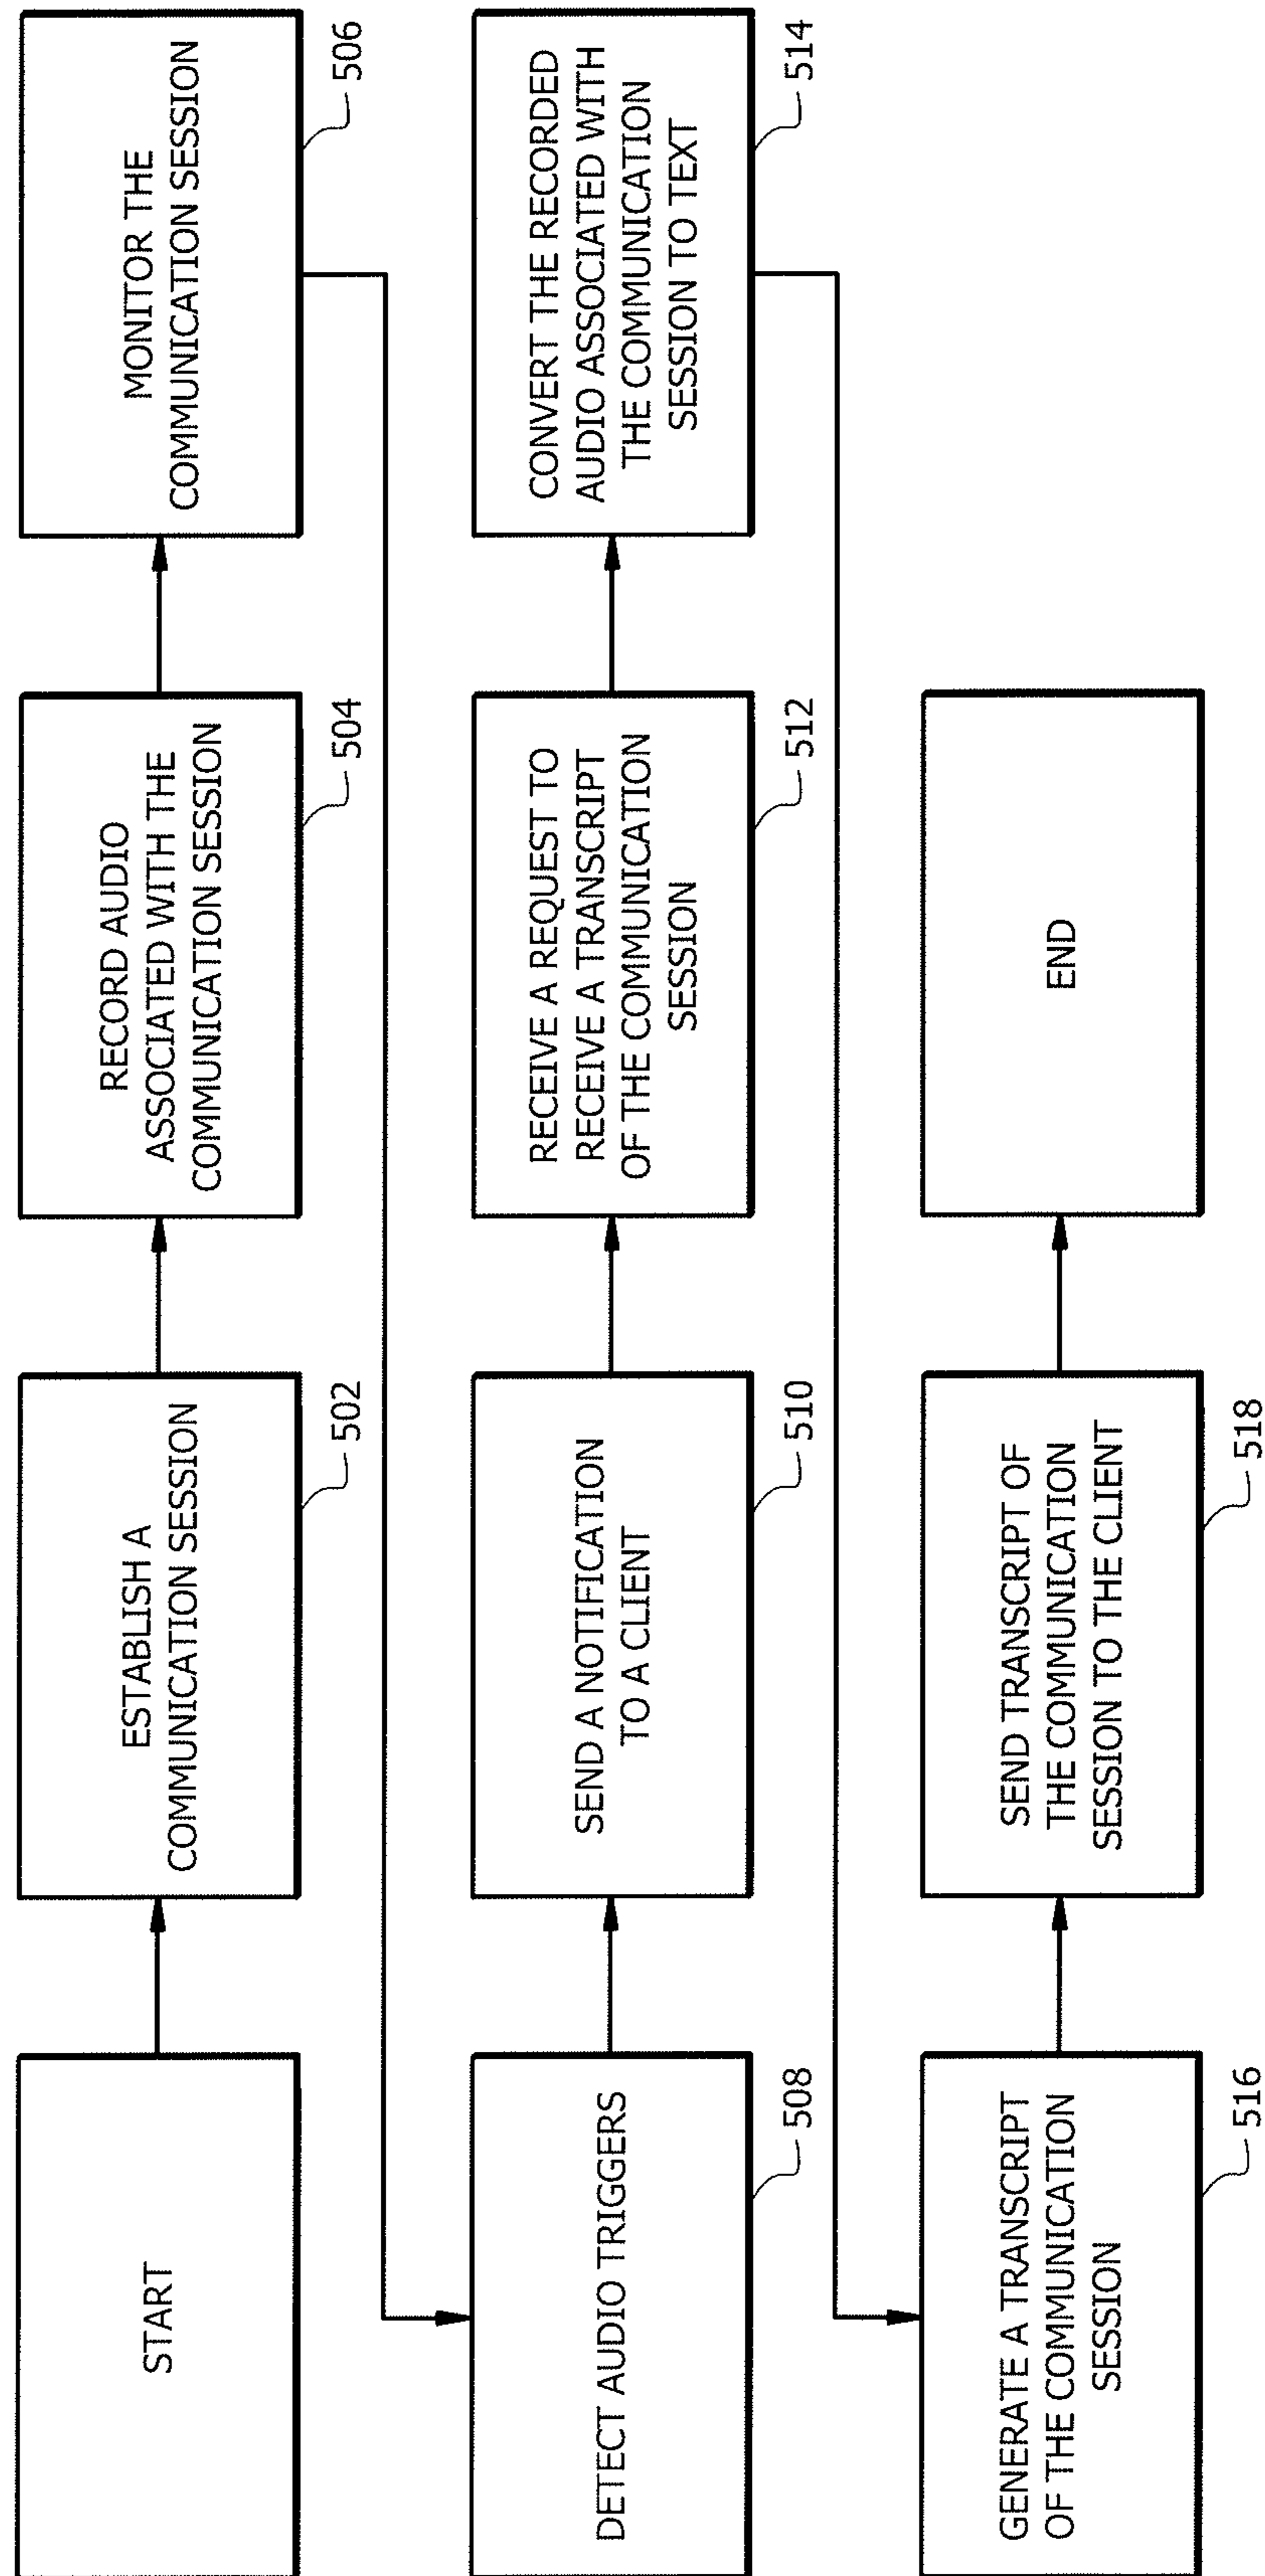 START
ESTABLISH A
COMMUNICATION SESSION
502
RECORD AUDIO
ASSOCIATED WITH THE
COMMUNICATION SESSION
504
MONITOR THE
COMMUNICATION SESSION
506
DETECT AUDIO TRIGGERS
508
SEND A NOTIFICATION
TO A CLIENT
510
RECEIVE A REQUEST TO
RECEIVE A TRANSCRIPT
OF THE COMMUNICATION
SESSION
512
CONVERT THE RECORDED
AUDIO ASSOCIATED WITH
THE COMMUNICATION
SESSION TO TEXT
514
GENERATE A TRANSCRIPT
OF THE COMMUNICATION
SESSION
516
SEND TRANSCRIPT OF
THE COMMUNICATION
SESSION TO THE CLIENT
518
END